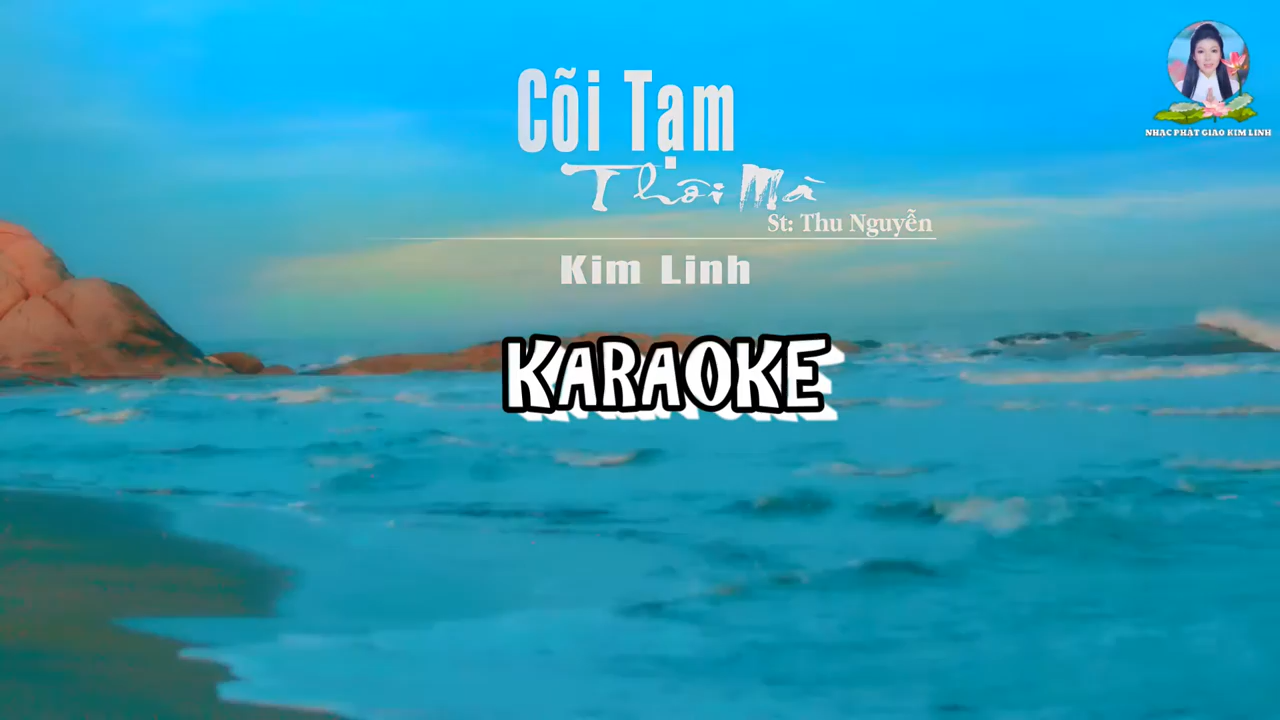 Cõi Tạm
Thôi Mà
St: Thu Nguyễn
Kim Linh
KARAOKE
NHẠC PHẬT GIÁO KIM LINH